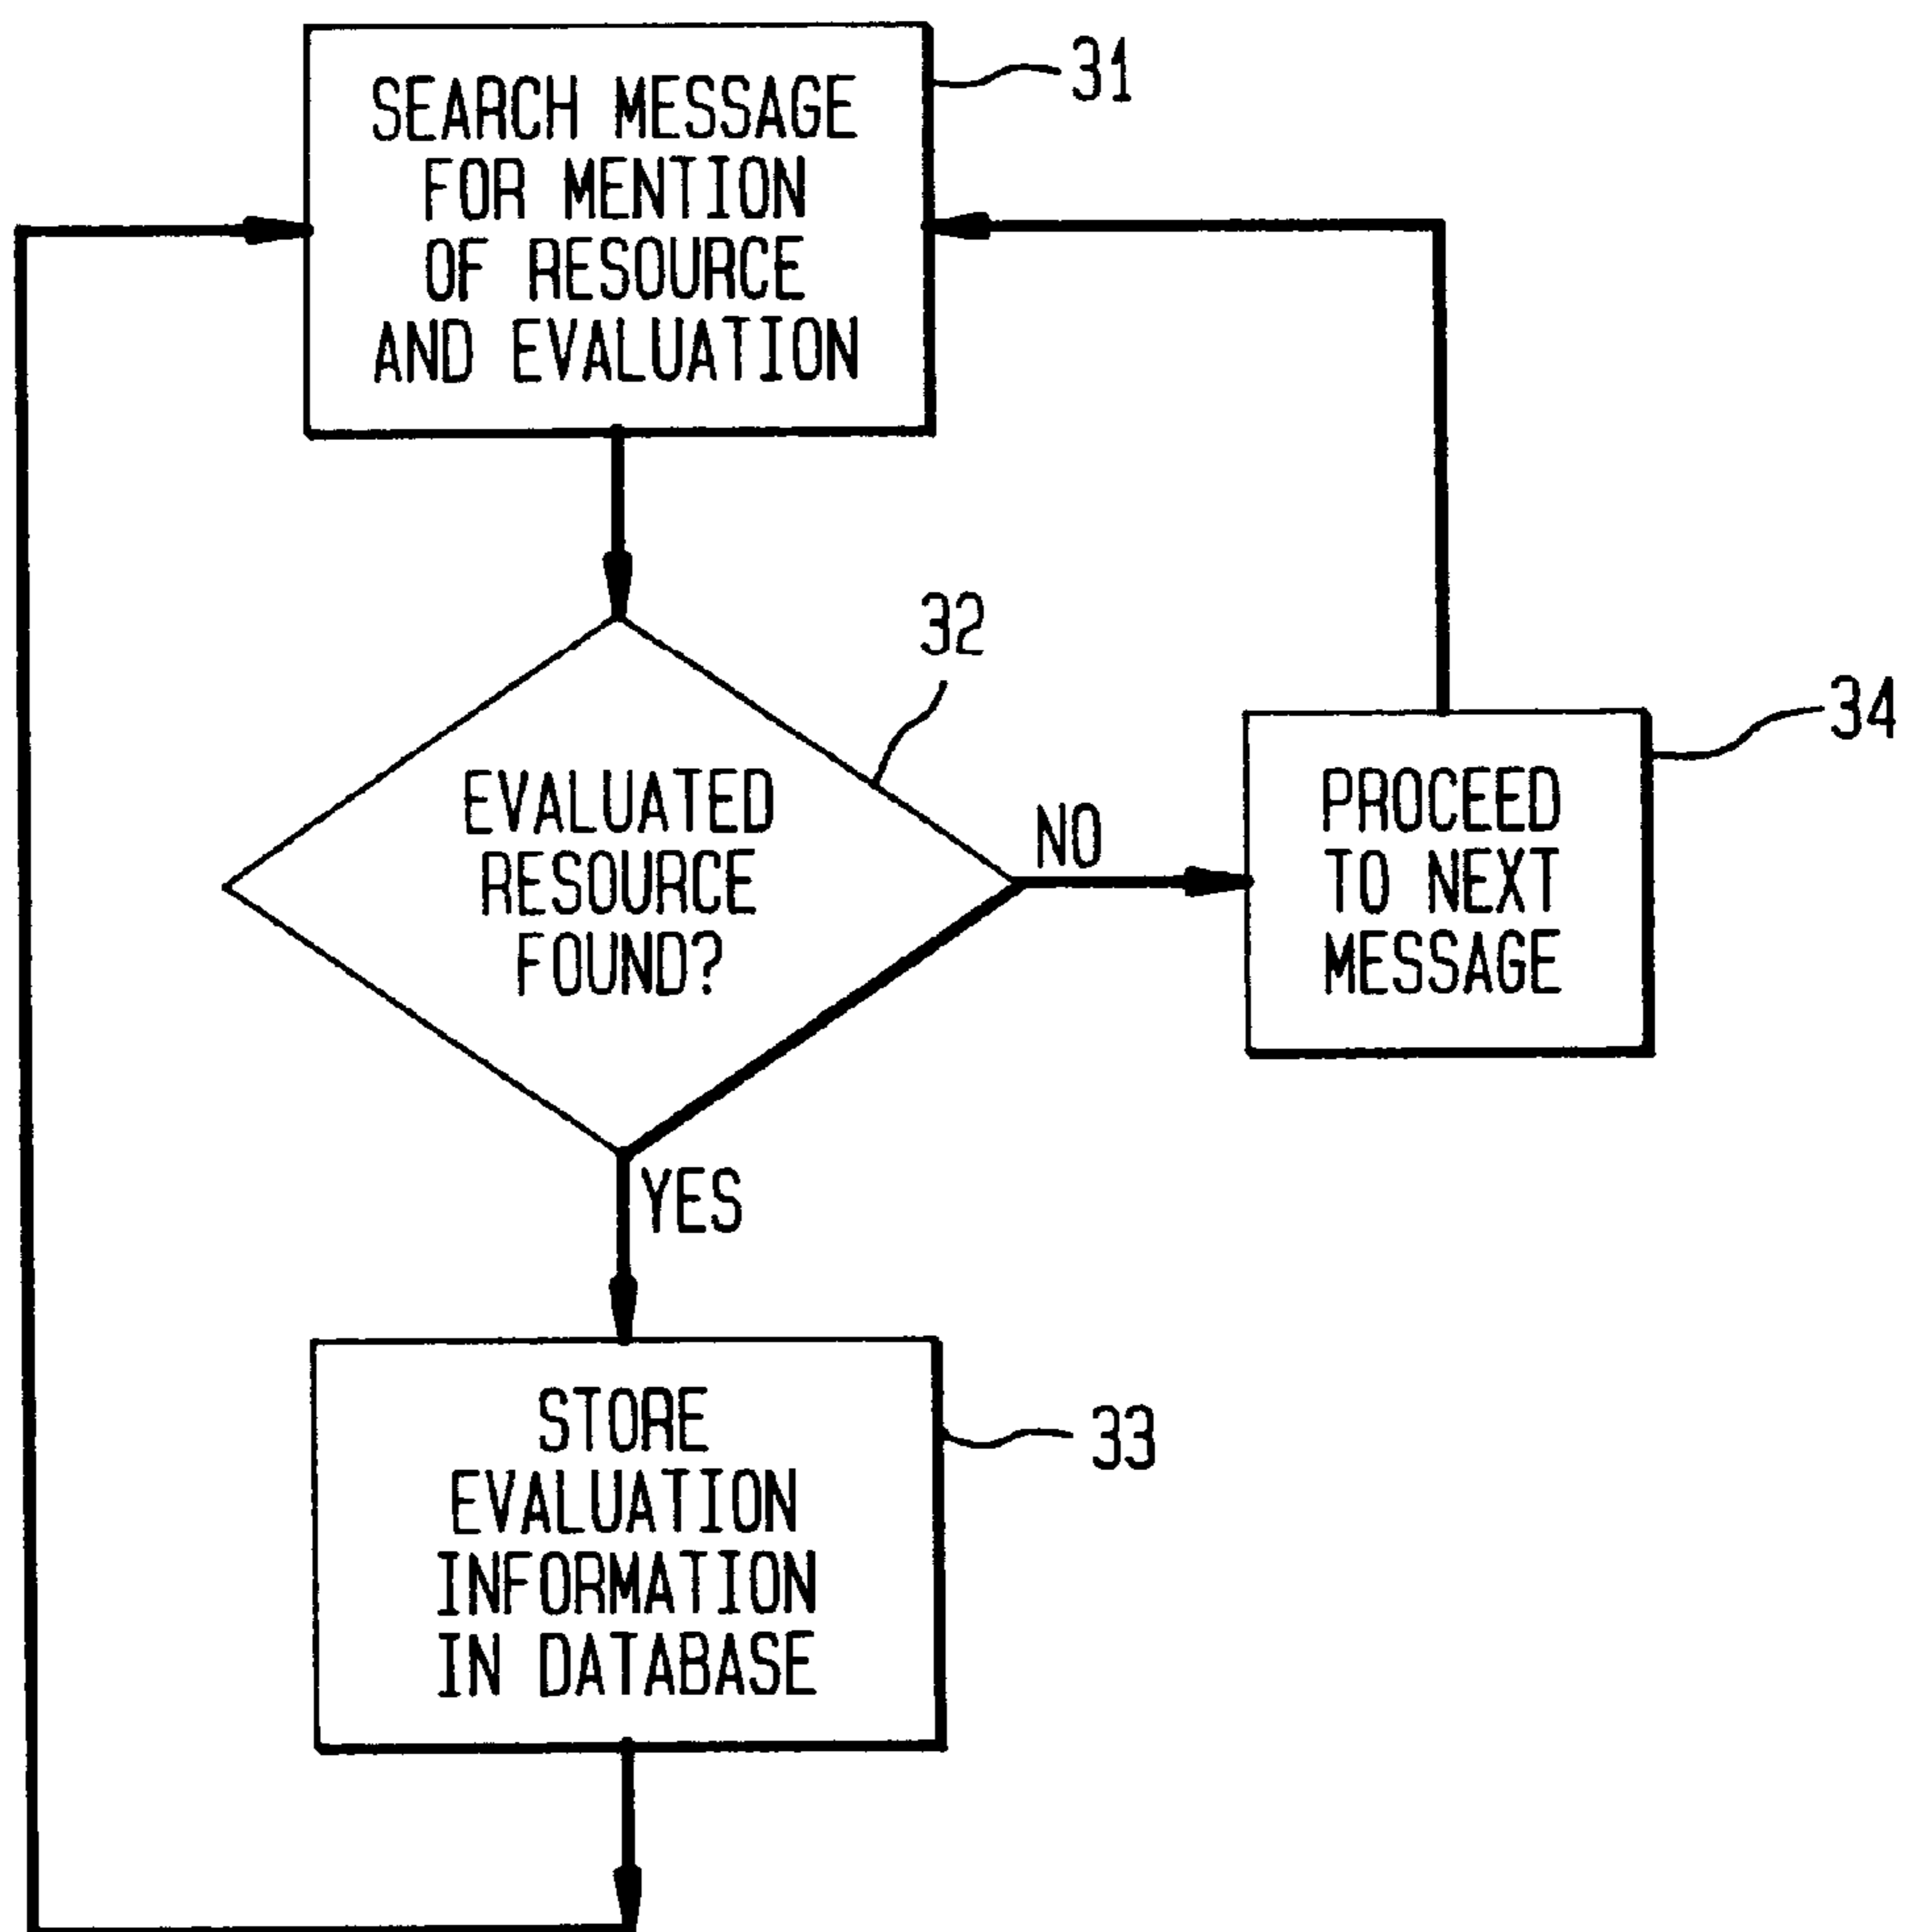 SEARCH MESSAGE
FOR MENTION
OF RESOURCE
AND EVALUATION
31
32
EVALUATED
RESOURCE
FOUND?
NO
34
PROCEED
TO NEXT
MESSAGE
YES
STORE
EVALUATION
INFORMATION
IN DATABASE
33